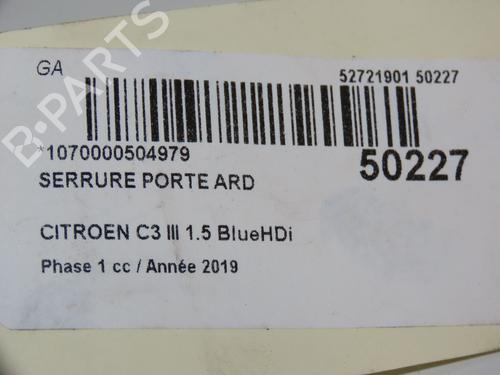 GA
52721901 50227
*1070000504979
50227
SERRURE PORTE ARD
CITROEN C3 III 1.5 BlueHDi
Phase 1 cc / Année 2019
B-PARTS